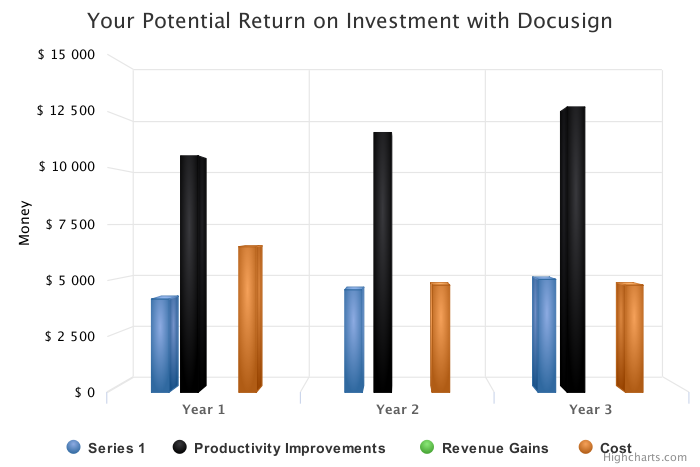 Your Potential Return on Investment with Docusign
$ 15 000
$ 12 500
$ 10 000
$ 7 500
$ 5 000
$ 2 500
$ 0
Money
Year 1 Year 2 Year 3
Series 1 Productivity Improvements Revenue Gains Cost
Highcharts.com